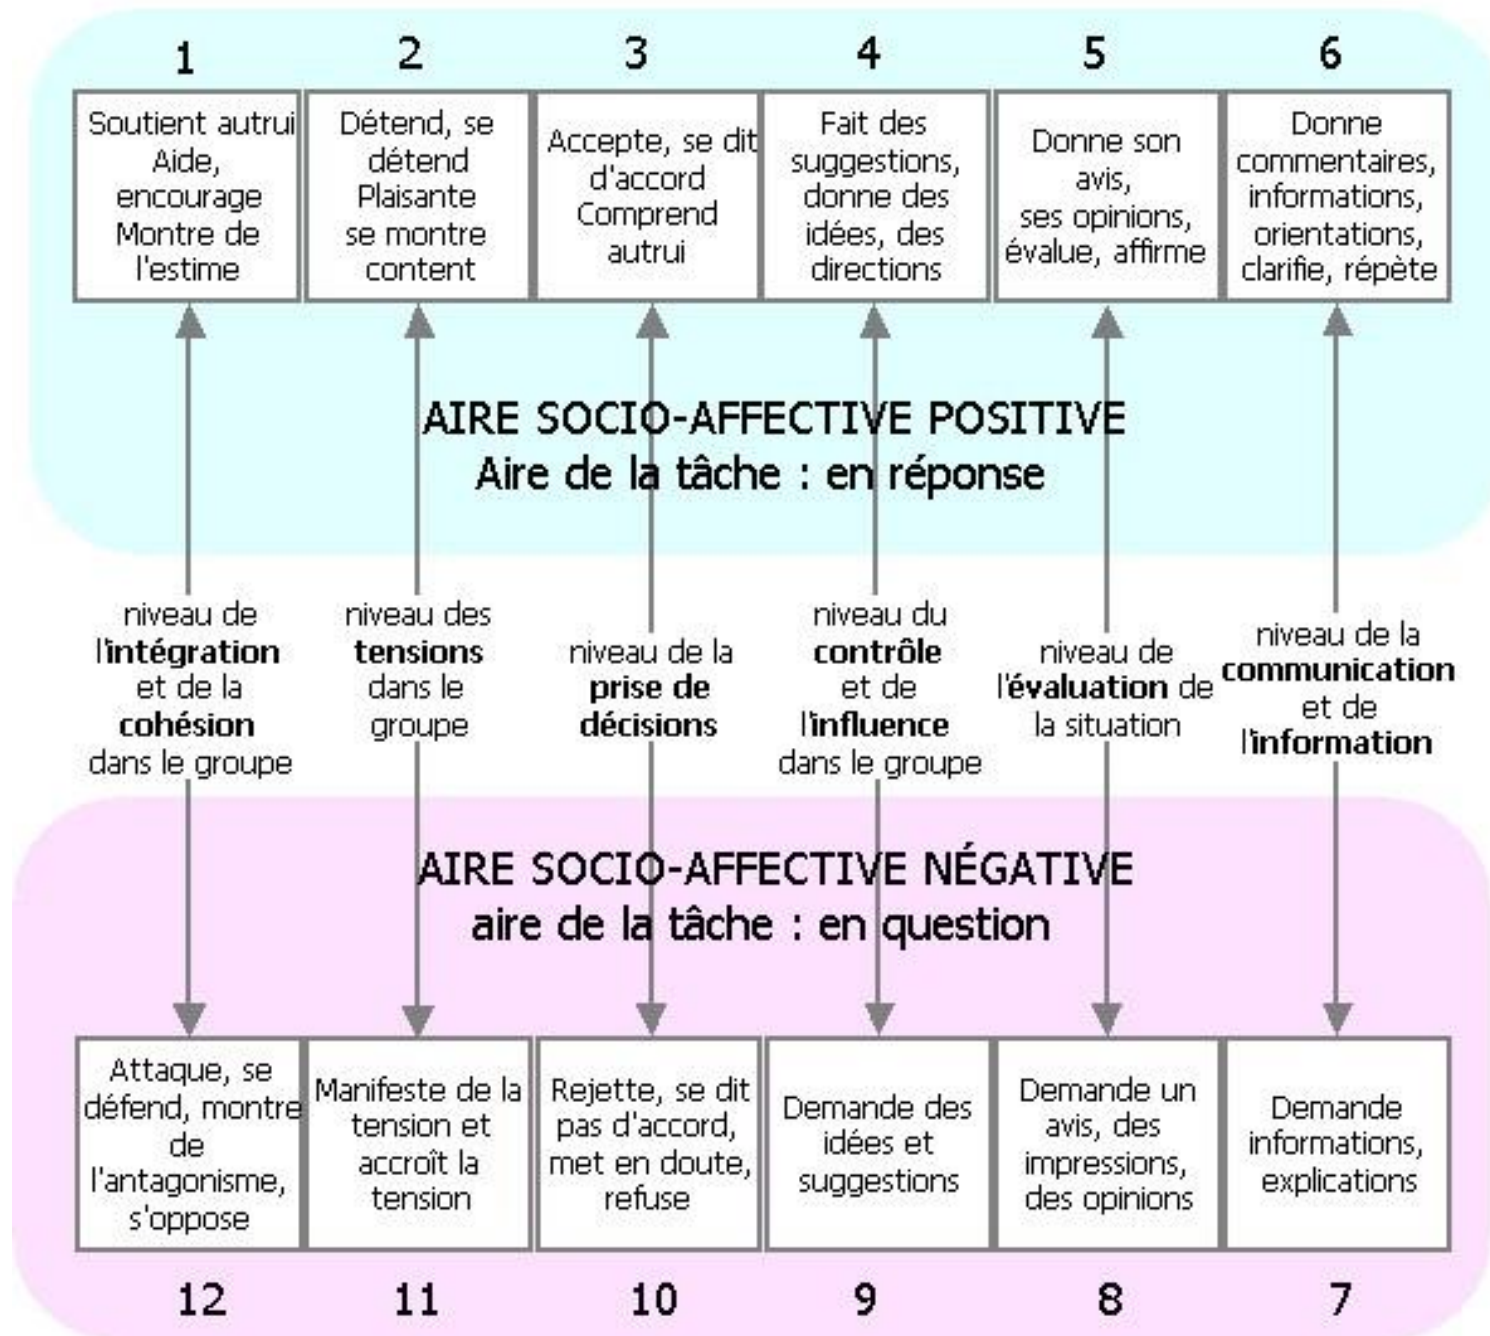 1
2
3
4
5
6
Soutient autrui
Aide,
encourage
Montre de
l'estime
Détend, se
détend
Plaisante
se montre
content
Accepte, se dit
d'accord
Comprend
autrui
Fait des
suggestions,
donne des
idées, des
directions
Donne son
avis,
ses opinions,
évalue, affirme
Donne
commentaires,
informations,
orientations,
clarifie, répète
AIRE SOCIO-AFFECTIVE POSITIVE
Aire de la tâche : en réponse
niveau de
l'intégration
et de la
cohésion
dans le groupe
niveau des
tensions
dans le
groupe
niveau de la
prise de
décisions
niveau du
contrôle
et de
l'influence
dans le groupe
niveau de
l'évaluation de
la situation
niveau de la
communication
et de
l'information
AIRE SOCIO-AFFECTIVE NÉGATIVE
aire de la tâche : en question
Attaque, se
défend, montre
de
l'antagonisme,
s'oppose
Manifeste de la
tension et
accroît la
tension
Rejette, se dit
pas d'accord,
met en doute,
refuse
Demande des
idées et
suggestions
Demande un
avis, des
impressions,
des opinions
Demande
informations,
explications
12
11
10
9
8
7